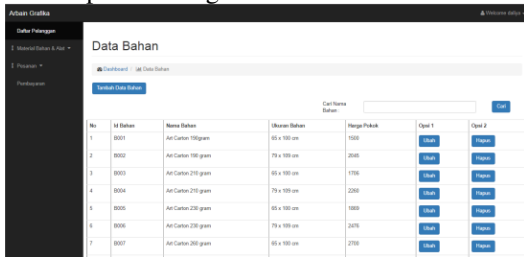 Arbain Grafika
Welcome
Daftar Pelanggan
Material Bahan & Alat
Pesanan
Pembayaran
Data Bahan
Dashboard Data Bahan
Tambah Data Bahan
Cari Nama Bahan : Cari
No Id Bahan Nama Bahan Ukuran Bahan Harga Pokok Opsi 1 Opsi 2
1 B001 Art Carton 190gram 65 x 100 cm Ubah Hapus
2 B002 Art Carton 190 gram 79 x 109 cm 2045 Ubah Hapus
3 B003 Art Carton 210 gram 65 x 100 cm 1706 Ubah Hapus
4 B004 Art Carton 210 gram 79 x 109 cm 2260 Ubah Hapus
5 B005 Art Carton 230 gram 65 x 100 cm Ubah Hapus
6 B006 Art Carton 230 gram 79 x 109 cm 2476 Ubah Hapus
7 B007 Art Carton 260 gram 65 x 100 cm 2700 Ubah Hapus